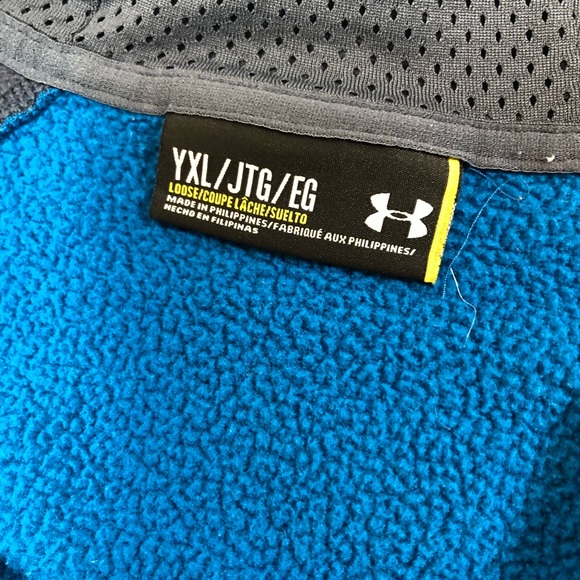 YXL/JTG/EG
LOOSE/COUPE LÂCHE/SUELTO
MADE IN PHILIPPINES/FABRIQUÉ AUX PHILIPPINES/
HECHO EN FILIPINAS